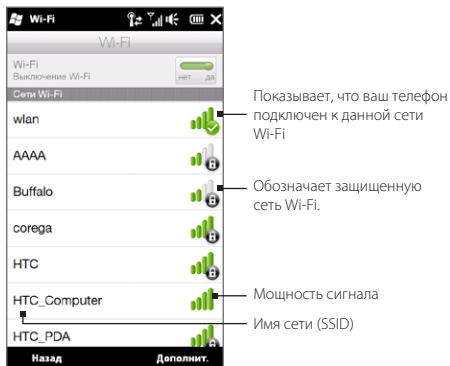 Wi-Fi
Wi-Fi
Wi-Fi
Выключение Wi-Fi
нет да
Сети Wi-Fi
wlan
AAAA
Buffalo
corega
HTC
HTC_Computer
HTC_PDA
Назад
Дополнит.
Показывает, что ваш телефон
подключен к данной сети
Wi-Fi
Обозначает защищенную
сеть Wi-Fi.
Мощность сигнала
Имя сети (SSID)